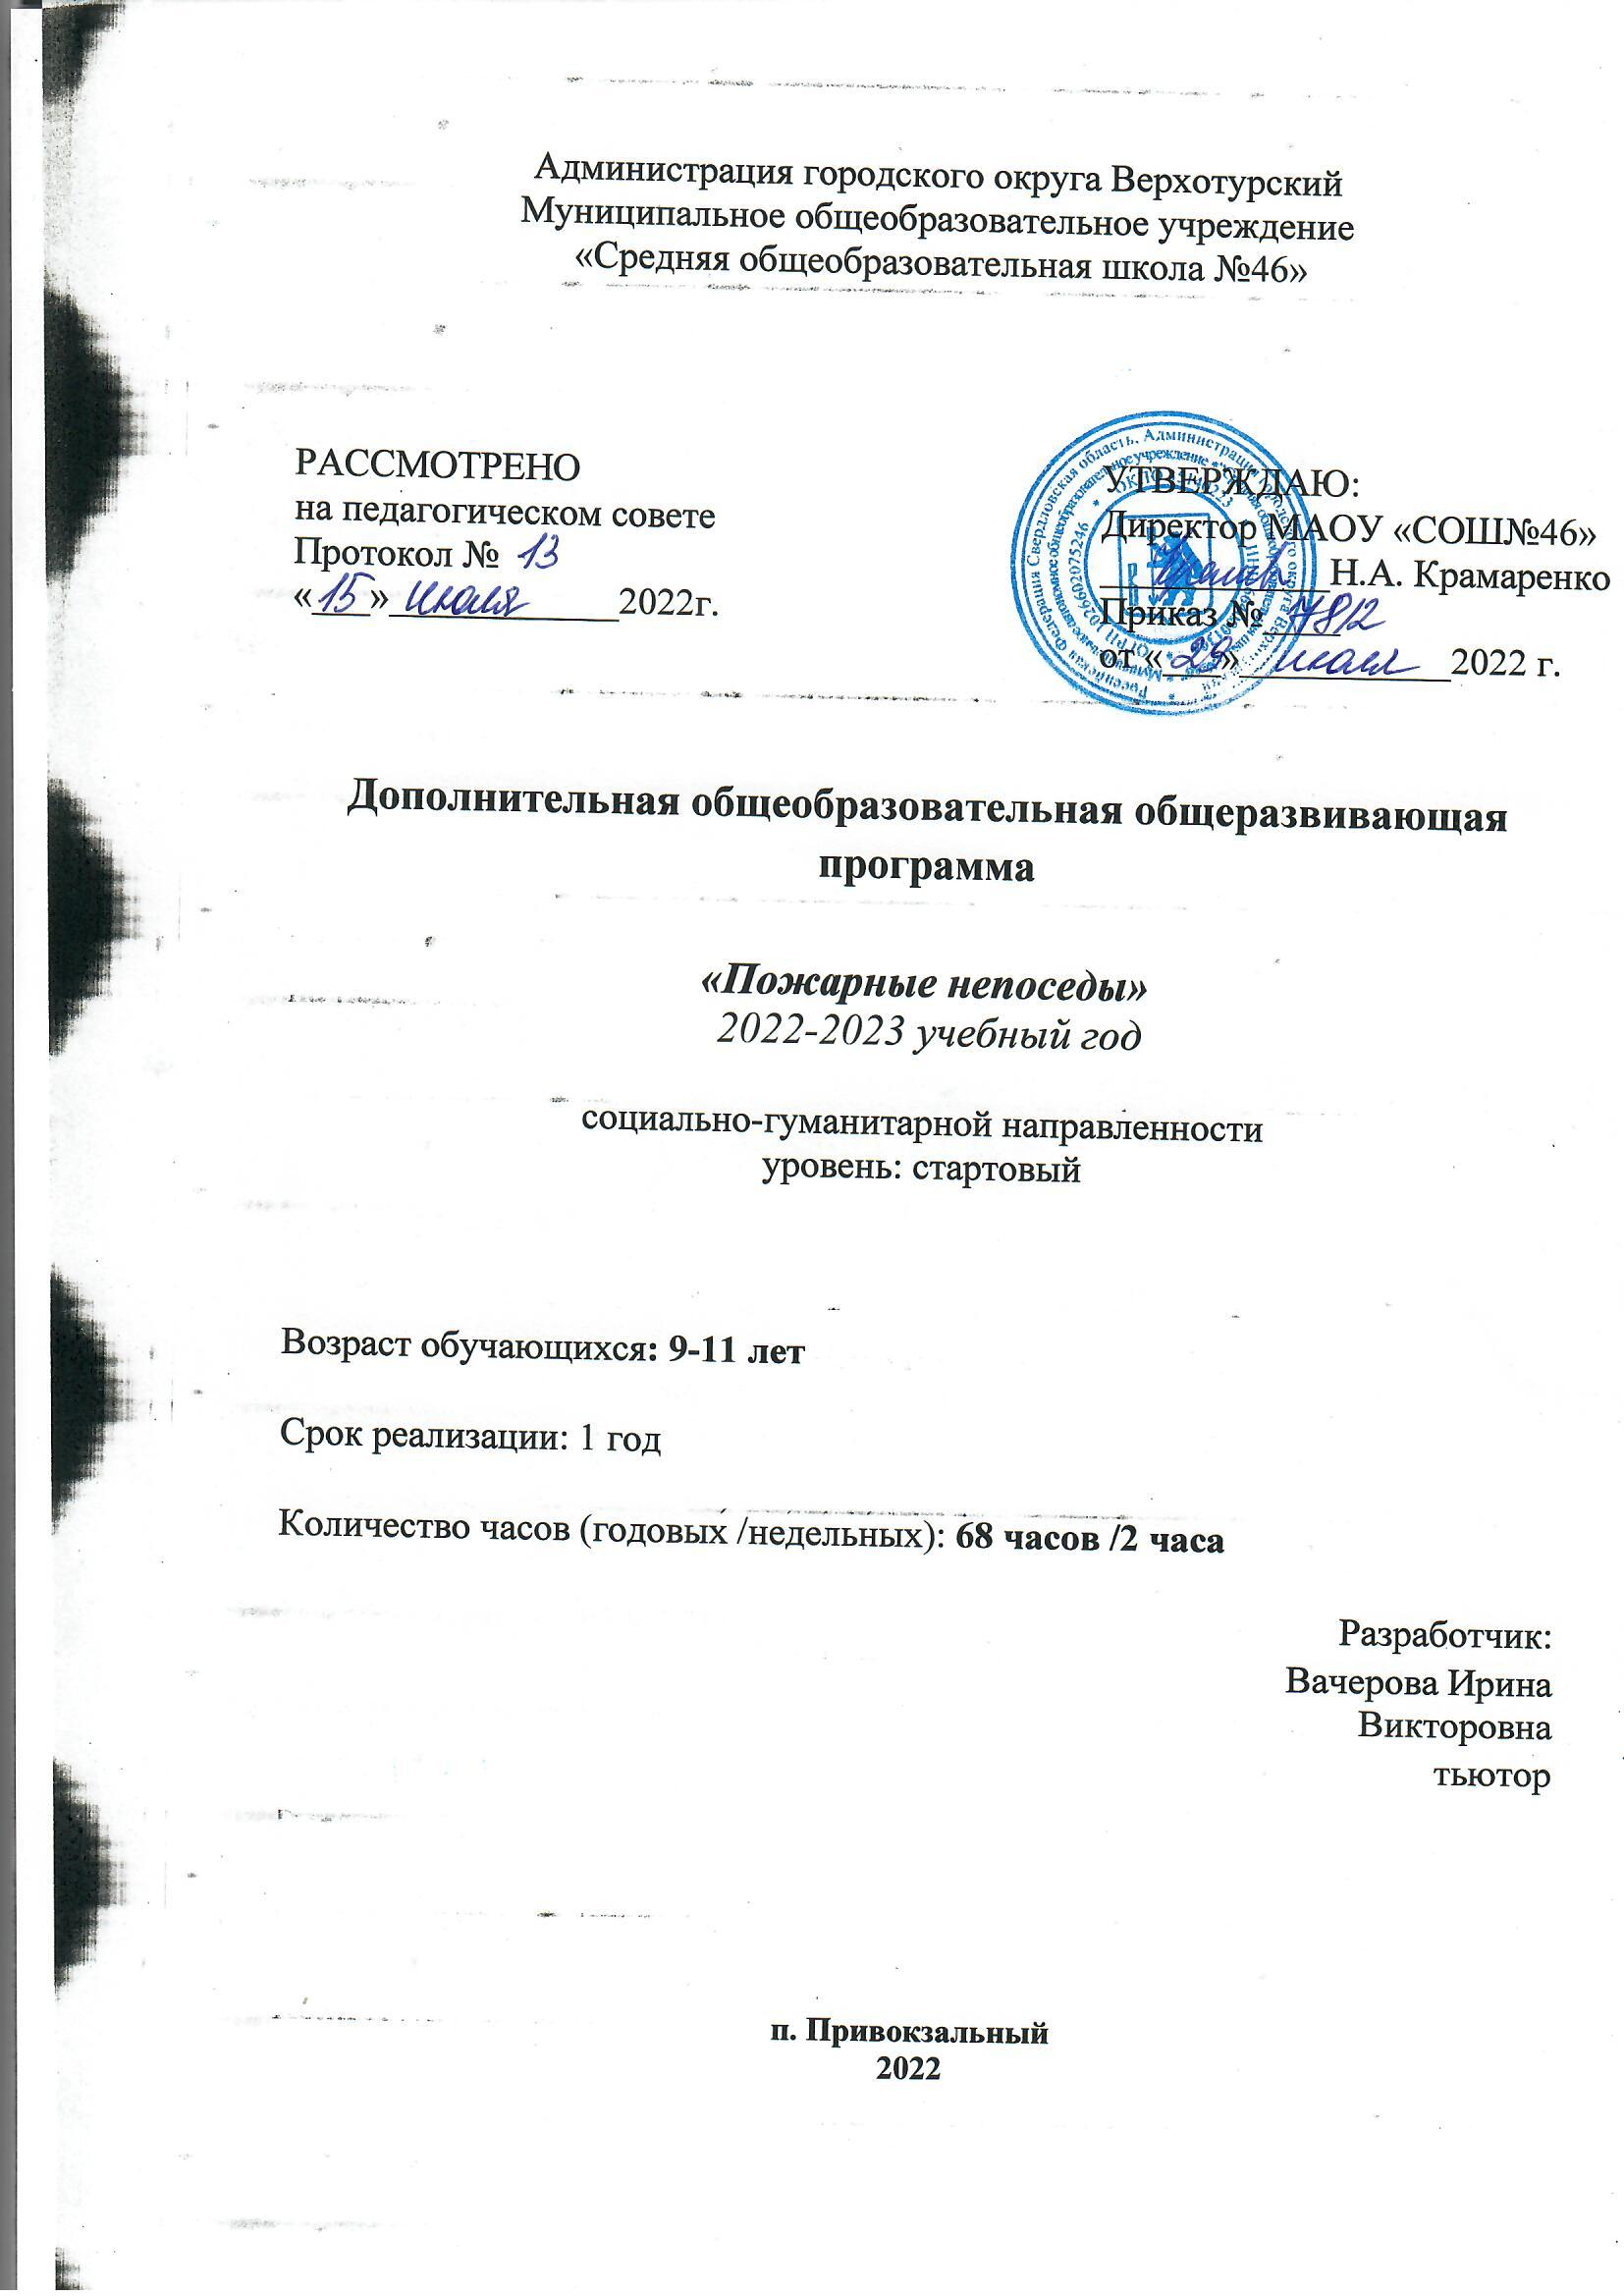 Администрация городского округа Верхотурский
Муниципальное общеобразовательное учреждение
«Средняя общеобразовательная школа №46»
РАССМОТРЕНО
на педагогическом совете
Протокол № 13
«15» июля 2022г.
УТВЕРЖДАЮ:
Директор МАОУ «СОШ№46»
Н.А. Крамаренко
Приказ №
от «29» июля 2022 г.
Дополнительная общеобразовательная общеразвивающая
программа
«Пожарные непоседы»
2022-2023 учебный год
социально-гуманитарной направленности
уровень: стартовый
Возраст обучающихся: 9-11 лет
Срок реализации: 1 год
Количество часов (годовых /недельных): 68 часов /2 часа
Разработчик:
Вачерова Ирина
Викторовна
тьютор
п. Привокзальный
2022